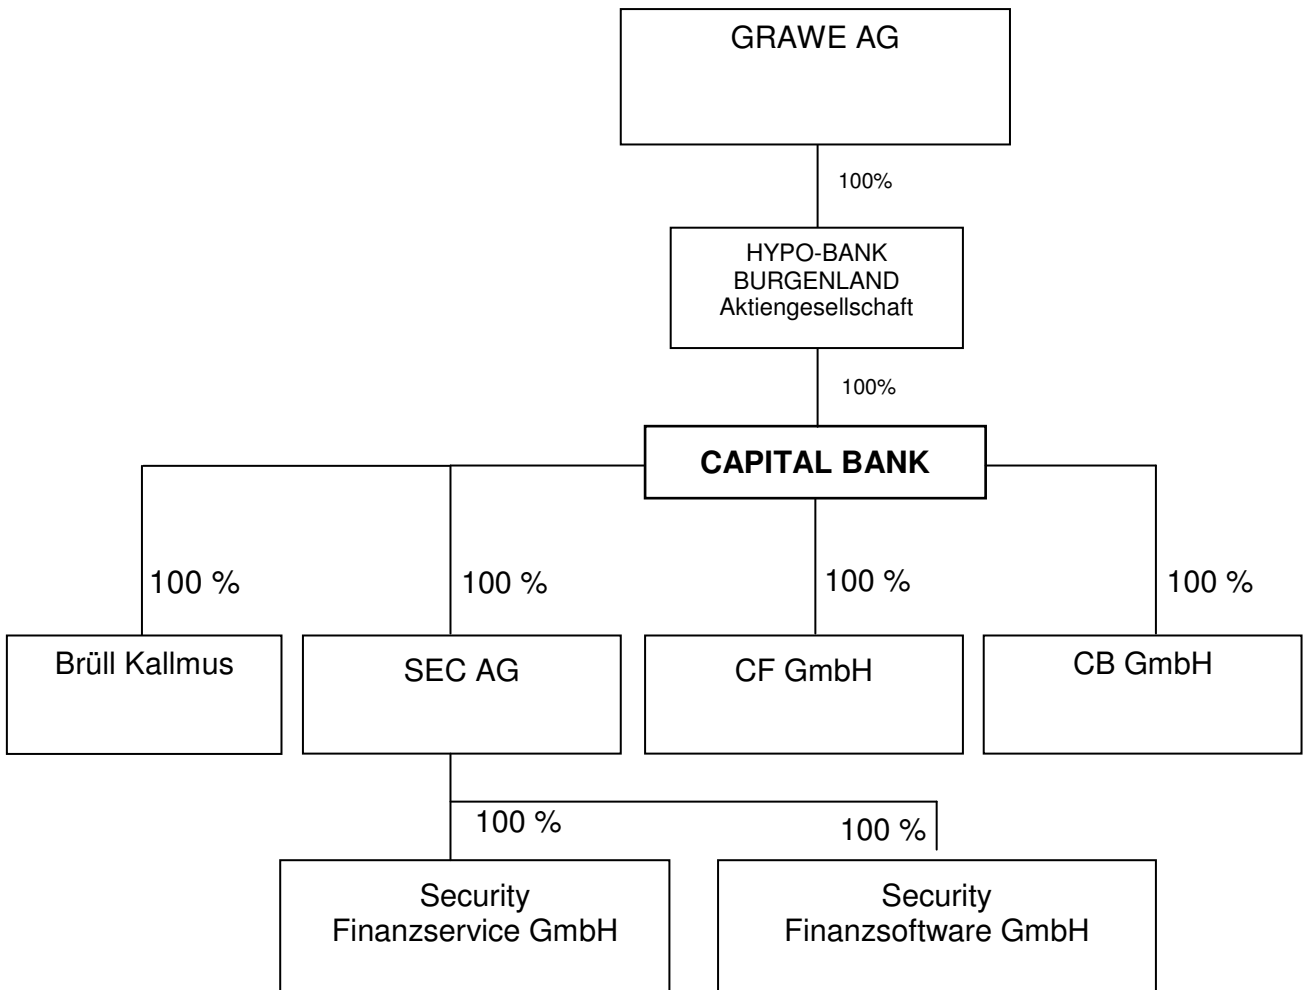 GRAWE AG
100%
HYPO-BANK
BURGENLAND
Aktiengesellschaft
100%
CAPITAL BANK
100 %
100 %
100 %
100 %
Brüll Kallmus
SEC AG
CF GmbH
CB GmbH
100 %
100 %
Security
Finanzservice GmbH
Security
Finanzsoftware GmbH